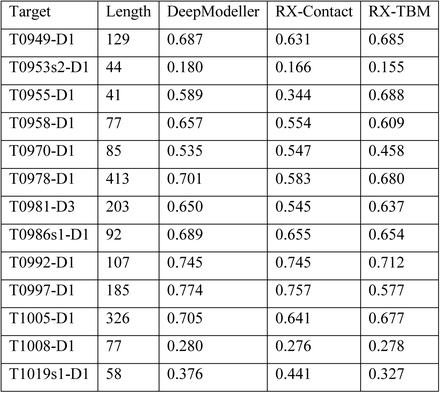 Target Length DeepModeller RX-Contact RX-TBM
T0949-D1 129 0.687 0.631 0.685
T0953s2-D1 44 0.180 0.166 0.155
T0955-D1 41 0.589 0.344 0.688
T0958-D1 77 0.657 0.554 0.609
T0970-D1 85 0.535 0.547 0.458
T0978-D1 413 0.701 0.583 0.680
T0981-D3 203 0.650 0.545 0.637
T0986s1-D1 92 0.689 0.655 0.654
T0992-D1 107 0.745 0.745 0.712
T0997-D1 185 0.774 0.757 0.577
T1005-D1 326 0.705 0.641 0.677
T1008-D1 77 0.280 0.276 0.278
T1019s1-D1 58 0.376 0.441 0.327